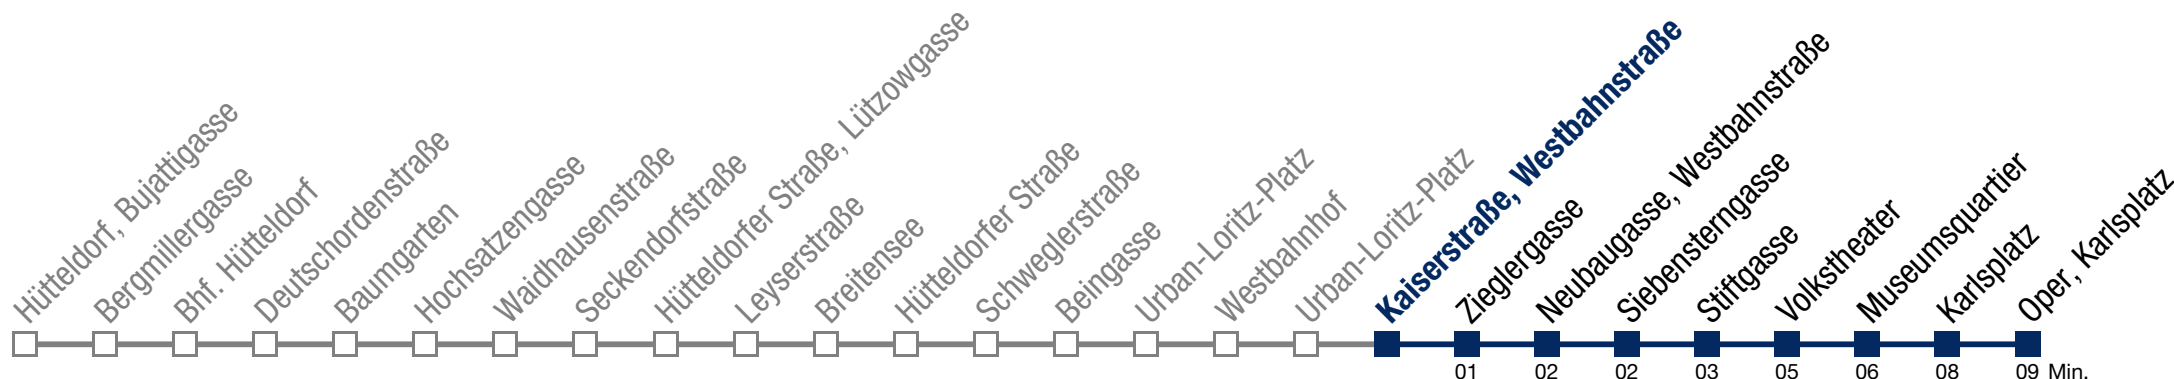 Hütteldorf, Bujattigasse
Bergmillergasse
Bhf. Hütteldorf
Deutschordenstraße
Baumgarten
Hochsatzengasse
Waidhausenstraße
Seckendorfstraße
Hütteldorfer Straße, Lützowgasse
Leyserstraße
Breitensee
Hütteldorfer Straße
Schweglerstraße
Beingasse
Urban-Loritz-Platz
Westbahnhof
Urban-Loritz-Platz
Kaiserstraße, Westbahnstraße
Zieglergasse
Neubaugasse, Westbahnstraße
Siebensterngasse
Stiftgasse
Volkstheater
Museumsquartier
Karlsplatz
Oper, Karlsplatz
01 02 02 03 05 06 08 09 Min.